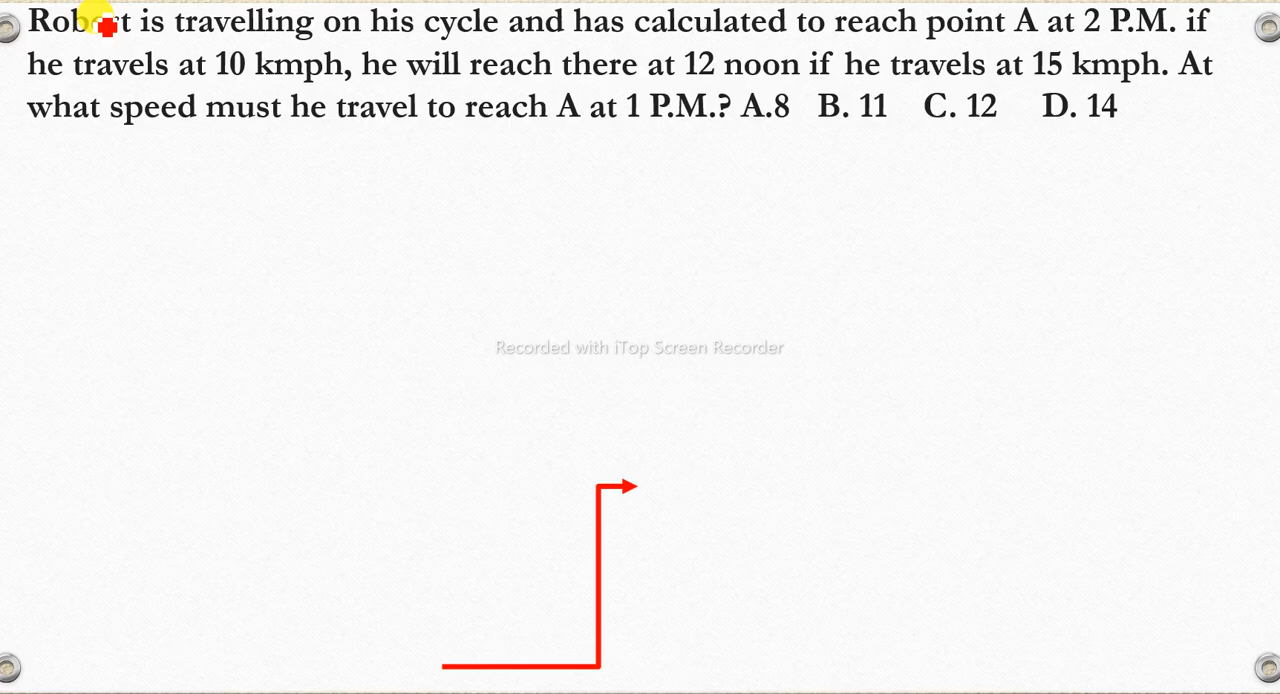 Robert is travelling on his cycle and has calculated to reach point A at 2 P.M. if
he travels at 10 kmph, he will reach there at 12 noon if he travels at 15 kmph. At
what speed must he travel to reach A at 1 P.M.? A.8 B. 11 C. 12 D. 14
Recorded with iTop Screen Recorder